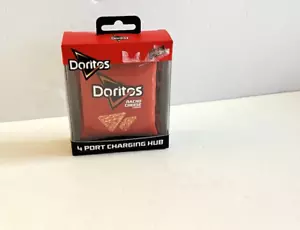 Doritos
Doritos
NACHO
CHEESE
4 PORT CHARGING HUB